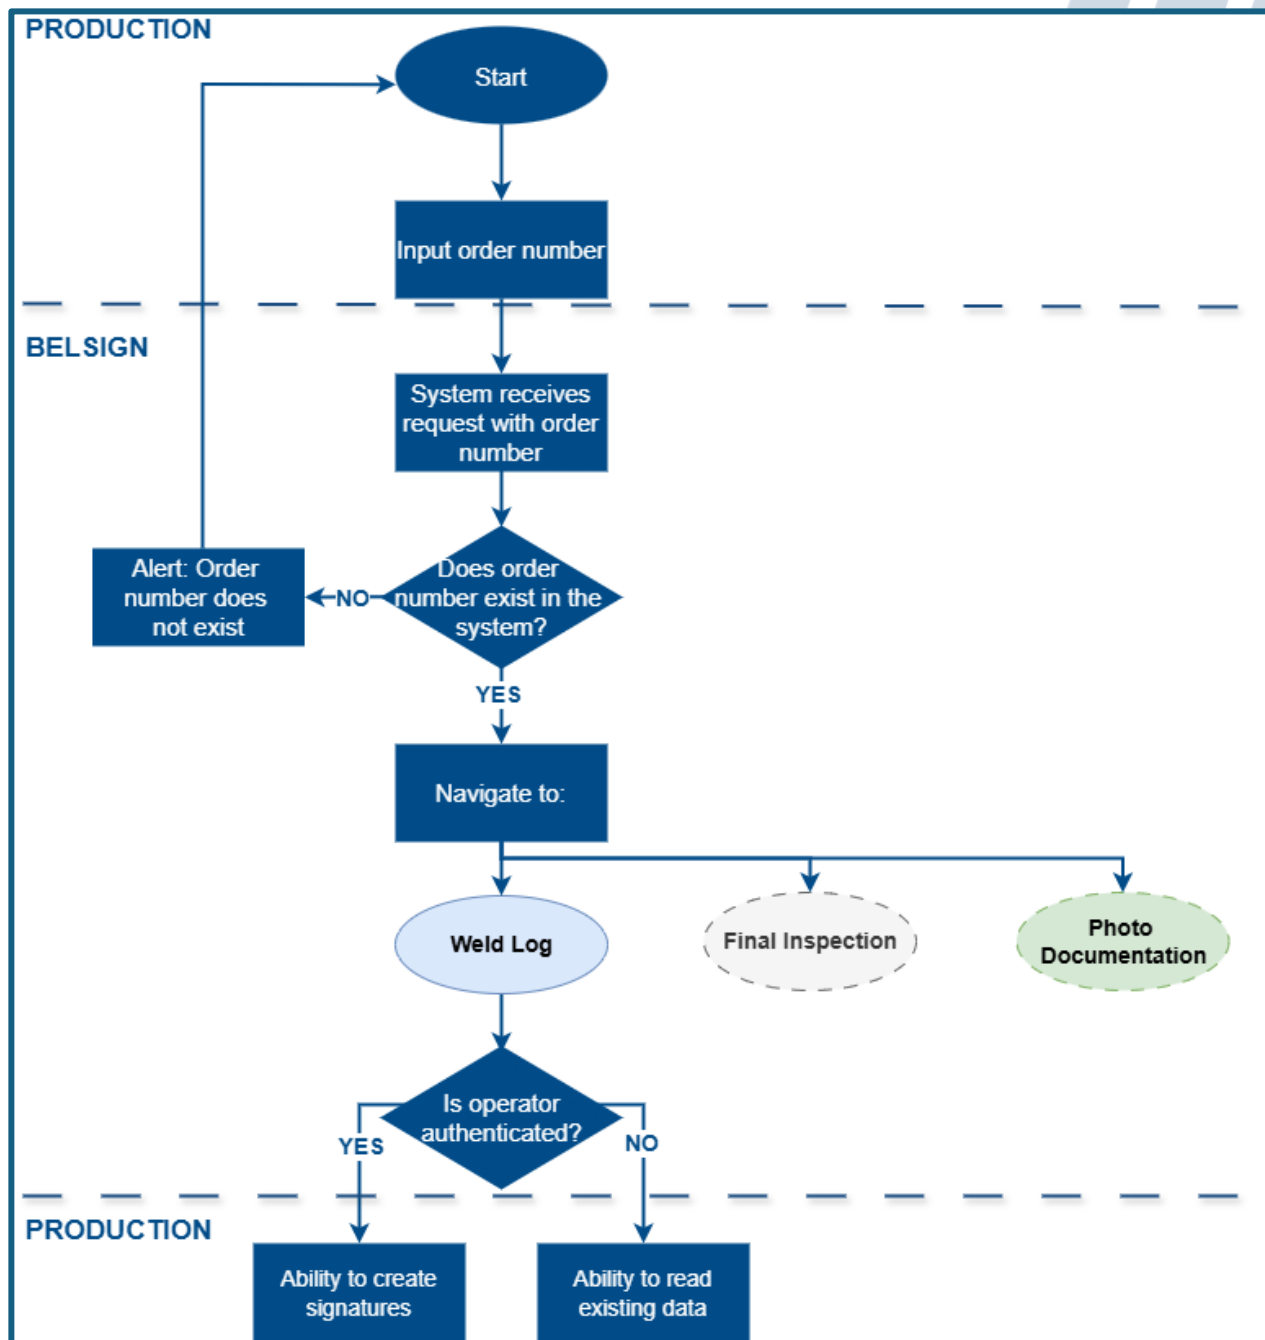 PRODUCTION
Start
Input order number
BELSIGN
System receives
request with order
number
Alert: Order
number does
not exist
NO
Does order
number exist in the
system?
YES
Navigate to:
Weld Log
Final Inspection
Photo
Documentation
Is operator
authenticated?
YES
NO
PRODUCTION
Ability to create
signatures
Ability to read
existing data